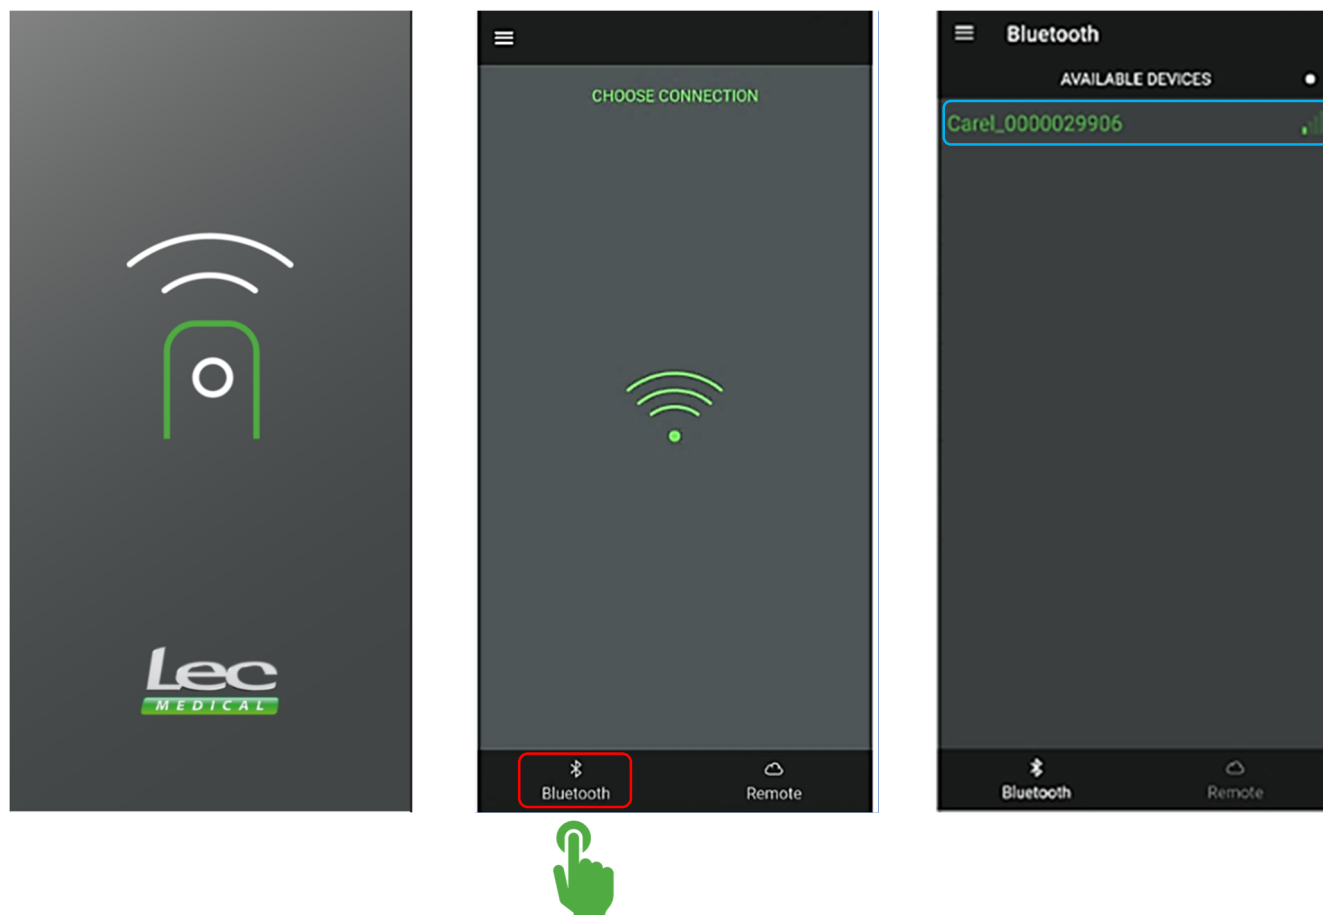 Lec
MEDICAL
CHOOSE CONNECTION
Bluetooth
Remote
Bluetooth
AVAILABLE DEVICES
Carel_0000029906
Bluetooth
Remote